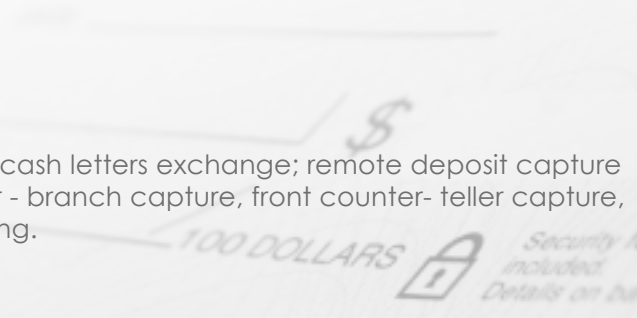 $
cash letters exchange; remote deposit capture
- branch capture, front counter- teller capture,
ng.
100 DOLLARS
Security
included.
Details on